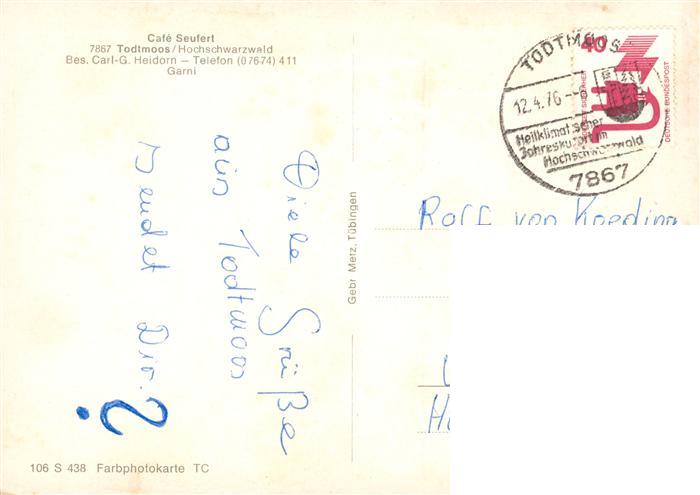 Café Seufert
7867 Todtmoos/Hochschwarzwald
Bes. Carl-G. Heidorn — Telefon (07674) 411
Garni
Viele Grüße
aus Todtmoos
sendet Dir
?
106 S 438 Farbphotokarte TC
Gebr Metz, Tübingen
TODTMOOS
12.4.76
Heilklimatischer
Jahreskurort im
Hochschwarzwald
7867
40
DEUTSCHE BUNDESPOST
Rolf von Koeding